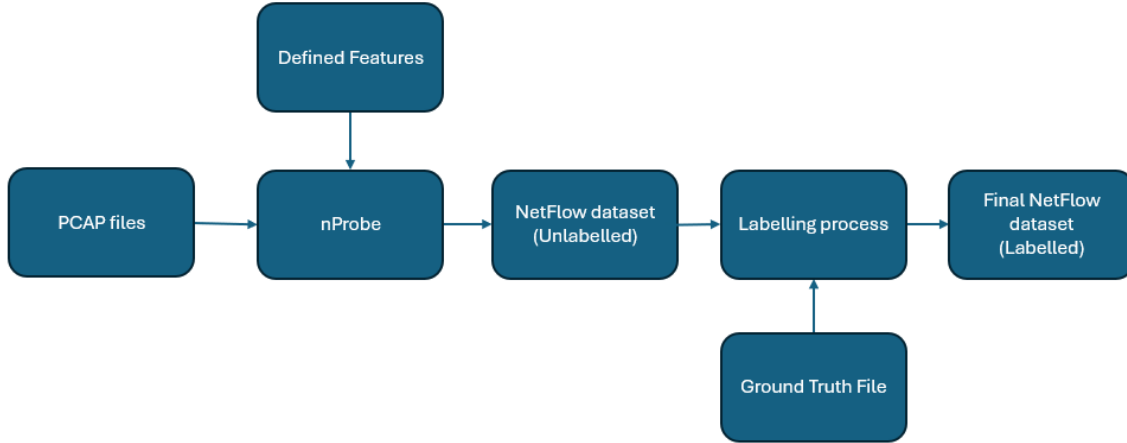 Defined Features
PCAP files
nProbe
NetFlow dataset
(Unlabelled)
Labelling process
Final NetFlow
dataset
(Labelled)
Ground Truth File